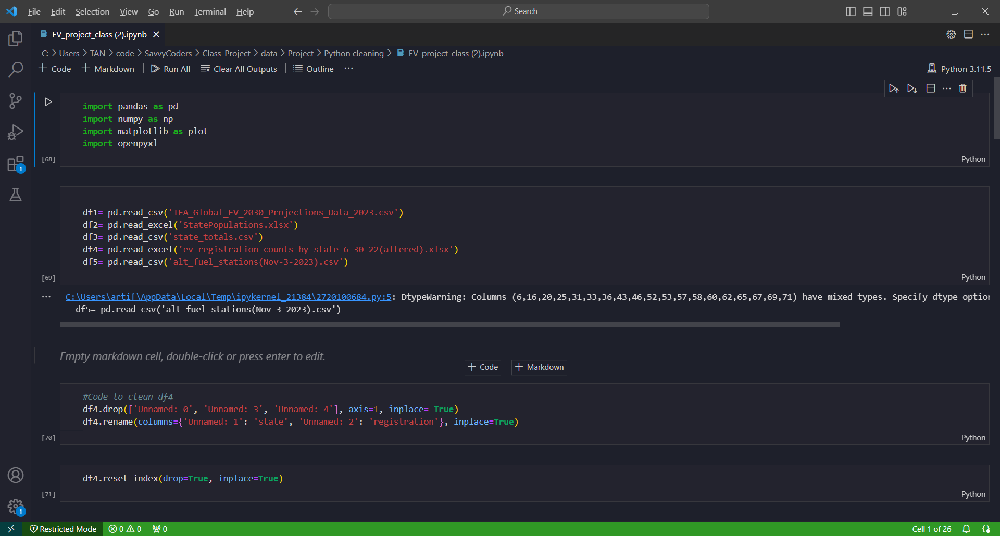 File Edit Selection View Go Run Terminal Help Search
EV_project_class (2).ipynb
C: > Users > TAN > code > SavvyCoders > Class_Project > data > Project > Python cleaning > EV_project_class (2).ipynb
+ Code + Markdown | Run All Clear All Outputs | Outline ... Python 3.11.5
import pandas as pd
import numpy as np
import matplotlib as plot
import openpyxl
[68] Python
df1= pd.read_csv('IEA_Global_EV_2030_Projections_Data_2023.csv')
df2= pd.read_excel('StatePopulations.xlsx')
df3= pd.read_csv('state_totals.csv')
df4= pd.read_excel('ev-registration-counts-by-state_6-30-22(altered).xlsx')
df5= pd.read_csv('alt_fuel_stations(Nov-3-2023).csv')
[69] Python
... C:\Users\artif\AppData\Local\Temp\ipykernel_21384\2720100684.py:5: DtypeWarning: Columns (6,16,20,25,31,33,36,43,46,52,53,57,58,60,62,65,67,69,71) have mixed types. Specify dtype option
df5= pd.read_csv('alt_fuel_stations(Nov-3-2023).csv')
Empty markdown cell, double-click or press enter to edit.
+ Code + Markdown
#Code to clean df4
df4.drop(['Unnamed: 0', 'Unnamed: 3', 'Unnamed: 4'], axis=1, inplace= True)
df4.rename(columns={'Unnamed: 1': 'state', 'Unnamed: 2': 'registration'}, inplace=True)
[70] Python
df4.reset_index(drop=True, inplace=True)
[71] Python
1
1
Restricted Mode 0 0 0 Cell 1 of 26